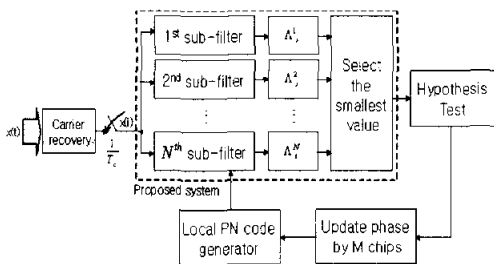 1st sub-filter
Λ¹ᵢ
2nd sub-filter
Λ²ᵢ
Nth sub-filter
Λᴺᵢ
Select
the
smallest
value
Hypothesis
Test
x(t)
Carrier
recovery
x(i)
1
Tc
Proposed system
Local PN code
generator
Update phase
by M chips